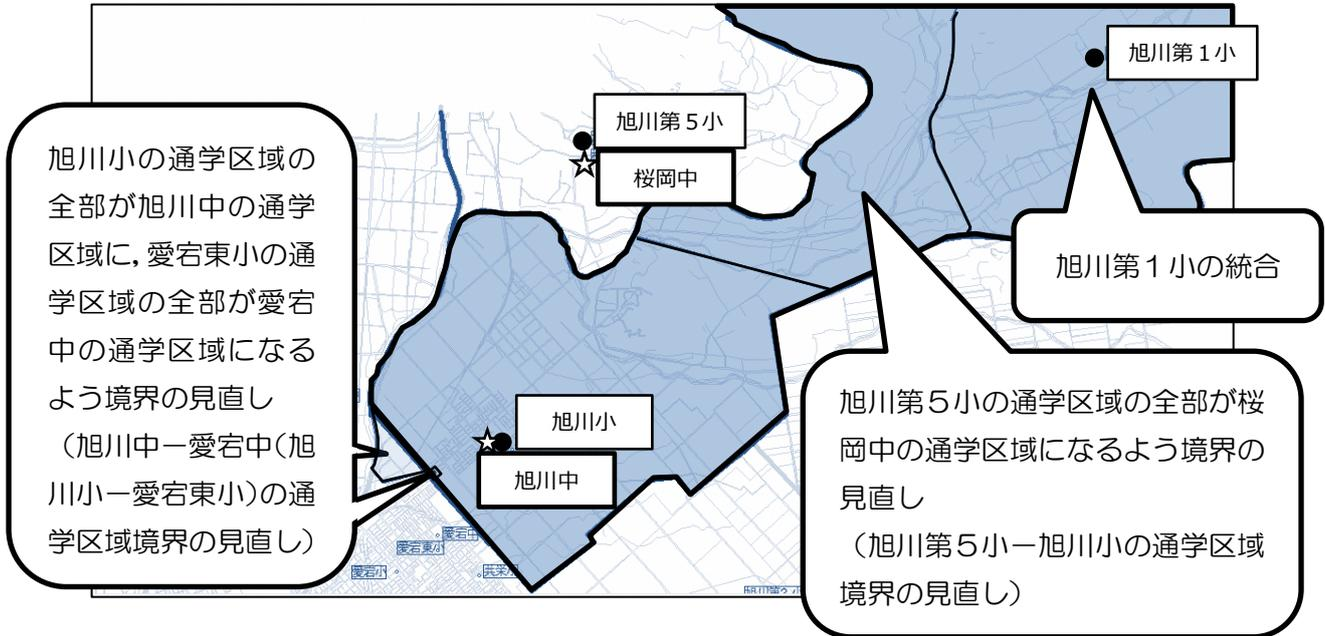 旭川第１小
旭川第５小
桜岡中
旭川小の通学区域の
全部が旭川中の通学
区域に，愛宕東小の通
学区域の全部が愛宕
中の通学区域になる
よう境界の見直し
（旭川中－愛宕中（旭
川小－愛宕東小）の通
学区域境界の見直し）
旭川第１小の統合
旭川小
旭川中
旭川第５小の通学区域の全部が桜
岡中の通学区域になるよう境界の
見直し
（旭川第５小－旭川小の通学区域
境界の見直し）
愛宕中
愛宕東小
愛宕小
共栄小